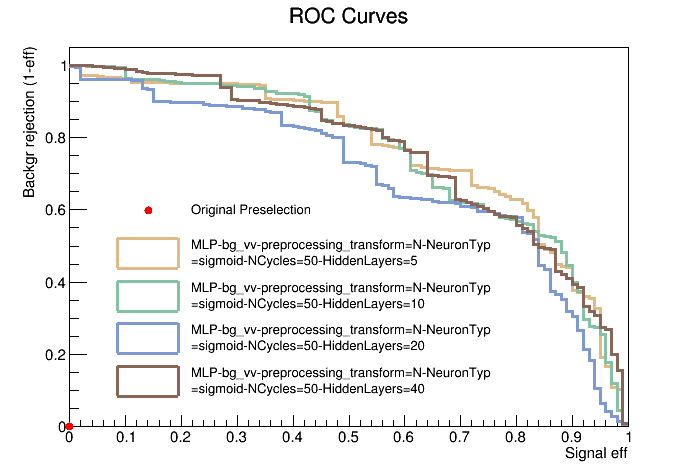 ROC Curves
Backgr rejection (1-eff)
1
0.8
0.6
0.4
0.2
0
Original Preselection
MLP-bg_vv-preprocessing_transform=N-NeuronTyp
=sigmoid-NCycles=50-HiddenLayers=5
MLP-bg_vv-preprocessing_transform=N-NeuronTyp
=sigmoid-NCycles=50-HiddenLayers=10
MLP-bg_vv-preprocessing_transform=N-NeuronTyp
=sigmoid-NCycles=50-HiddenLayers=20
MLP-bg_vv-preprocessing_transform=N-NeuronTyp
=sigmoid-NCycles=50-HiddenLayers=40
0 0.1 0.2 0.3 0.4 0.5 0.6 0.7 0.8 0.9 1
Signal eff